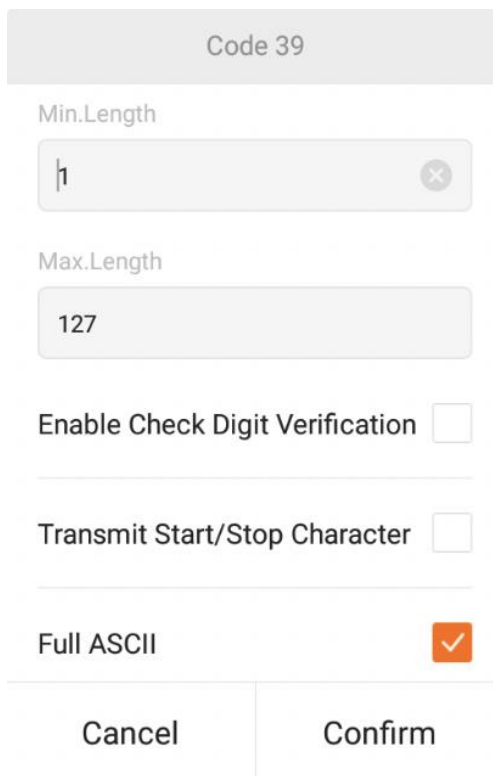 Code 39
Min.Length
1
Max.Length
127
Enable Check Digit Verification
Transmit Start/Stop Character
Full ASCII
Cancel Confirm